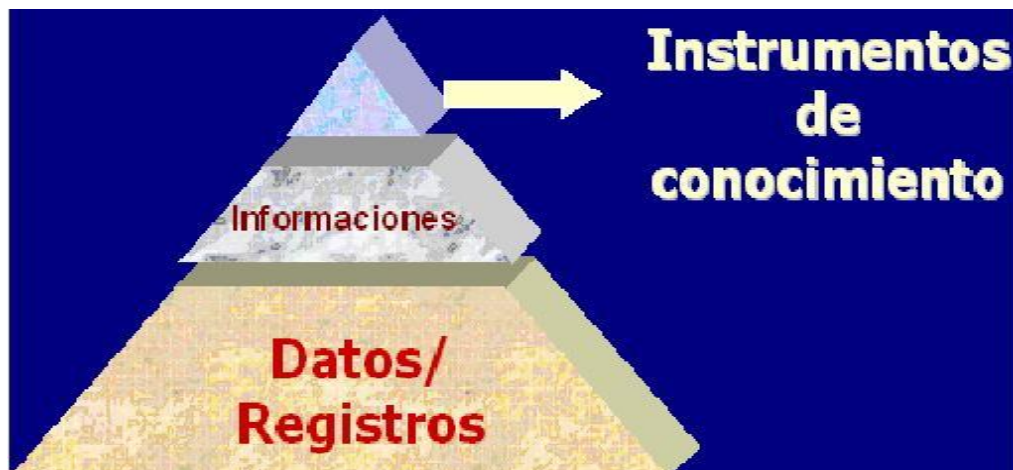 Instrumentos
de
conocimiento
Informaciones
Datos/
Registros